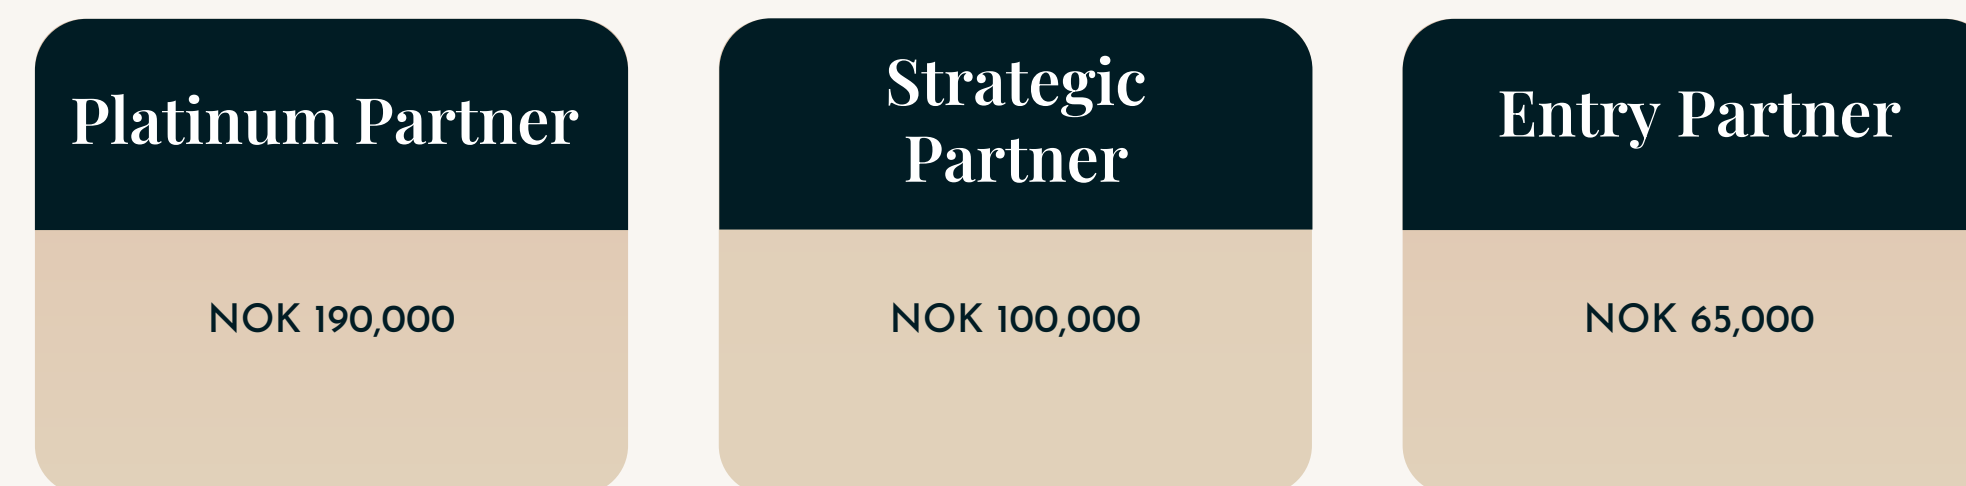 Platinum Partner
NOK 190,000
Strategic
Partner
NOK 100,000
Entry Partner
NOK 65,000